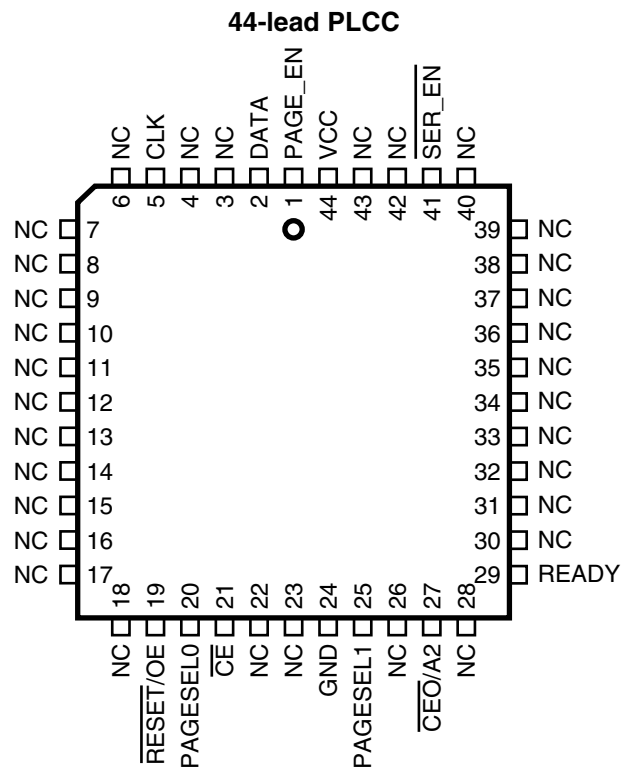 44-lead PLCC
NC
CLK
NC
NC
DATA
PAGE_EN
VCC
NC
NC
SER_EN
NC
6
5
4
3
2
1
44
43
42
41
40
NC 7
NC 8
NC 9
NC 10
NC 11
NC 12
NC 13
NC 14
NC 15
NC 16
NC 17
39 NC
38 NC
37 NC
36 NC
35 NC
34 NC
33 NC
32 NC
31 NC
30 NC
29 READY
18
19
20
21
22
23
24
25
26
27
28
NC
RESET/OE
PAGESEL0
CE
NC
NC
GND
PAGESEL1
NC
CEO/A2
NC